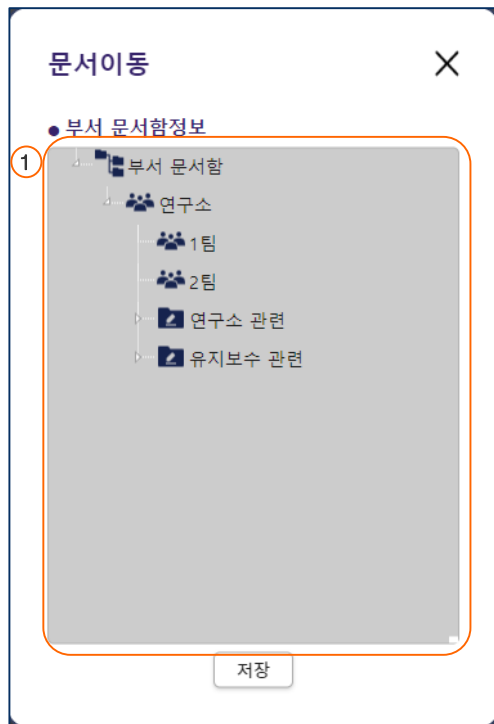 문서이동
● 부서 문서함정보
1
부서 문서함
연구소
1팀
2팀
연구소 관련
유지보수 관련
저장